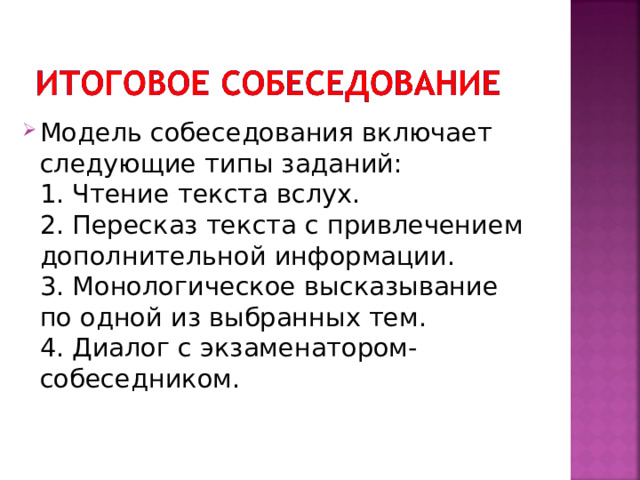 ИТОГОВОЕ СОБЕСЕДОВАНИЕ
Модель собеседования включает
следующие типы заданий:
1. Чтение текста вслух.
2. Пересказ текста с привлечением
дополнительной информации.
3. Монологическое высказывание
по одной из выбранных тем.
4. Диалог с экзаменатором-
собеседником.